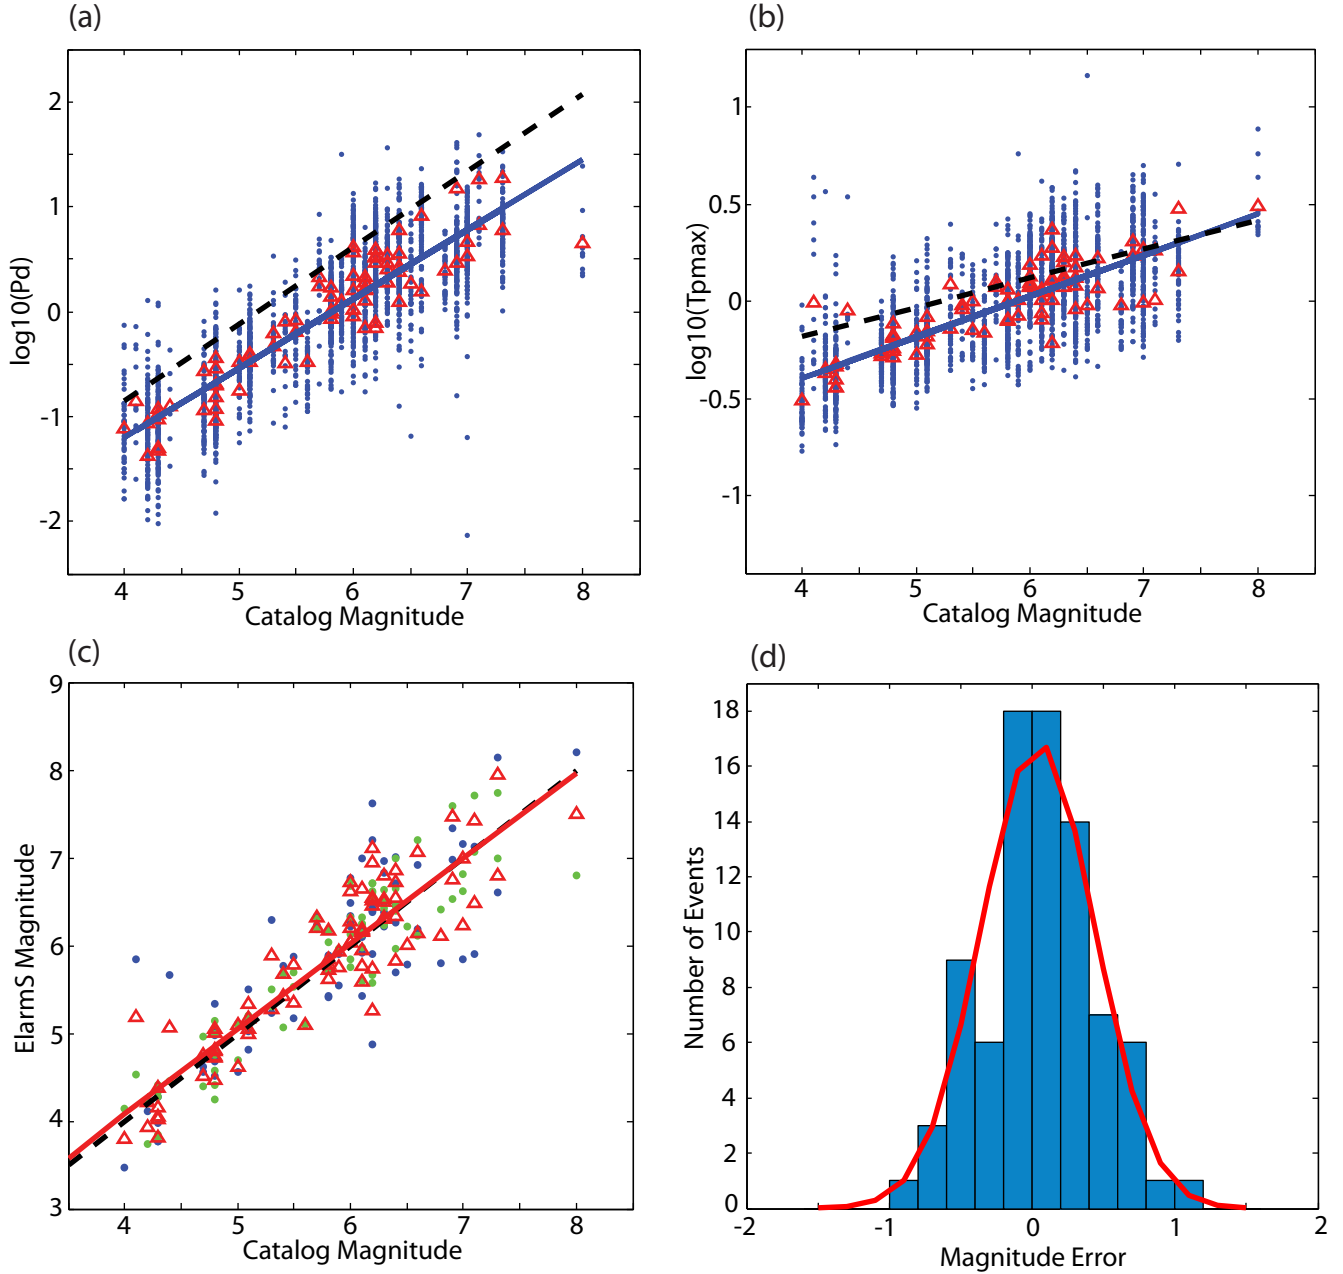 (a)
log10(Pd)
2
1
0
-1
-2
4 5 6 7 8
Catalog Magnitude
(b)
log10(Tpmax)
1
0.5
0
-0.5
-1
4 5 6 7 8
Catalog Magnitude
(c)
ElarmS Magnitude
9
8
7
6
5
4
3
4 5 6 7 8
Catalog Magnitude
(d)
Number of Events
18
16
14
12
10
8
6
4
2
0
-2 -1 0 1 2
Magnitude Error